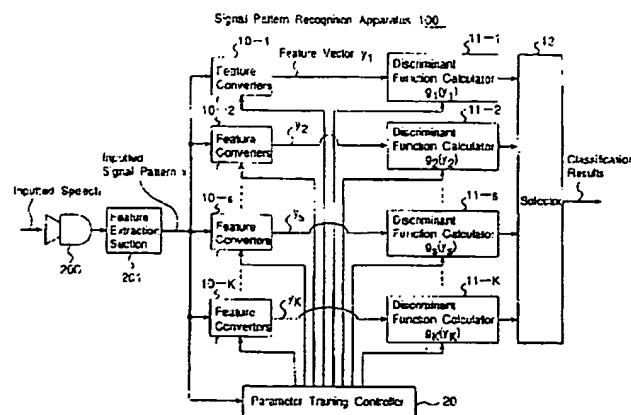 Signal Pattern Recognition Apparatus 100
10-1
Feature Vector y1
11-1
12
Feature
Converters
Discriminant
Function Calculator
g1(y1)
10-2
y2
11-2
Feature
Converters
Discriminant
Function Calculator
g2(y2)
Inputted
Signal Pattern x
Classification
Results
Inputted Speech
Feature
Extraction
Section
200
201
10-s
ys
11-s
Feature
Converters
Discriminant
Function Calculator
gs(ys)
Selector
10-K
yK
11-K
Feature
Converters
Discriminant
Function Calculator
gK(yK)
Parameter Training Controller
20